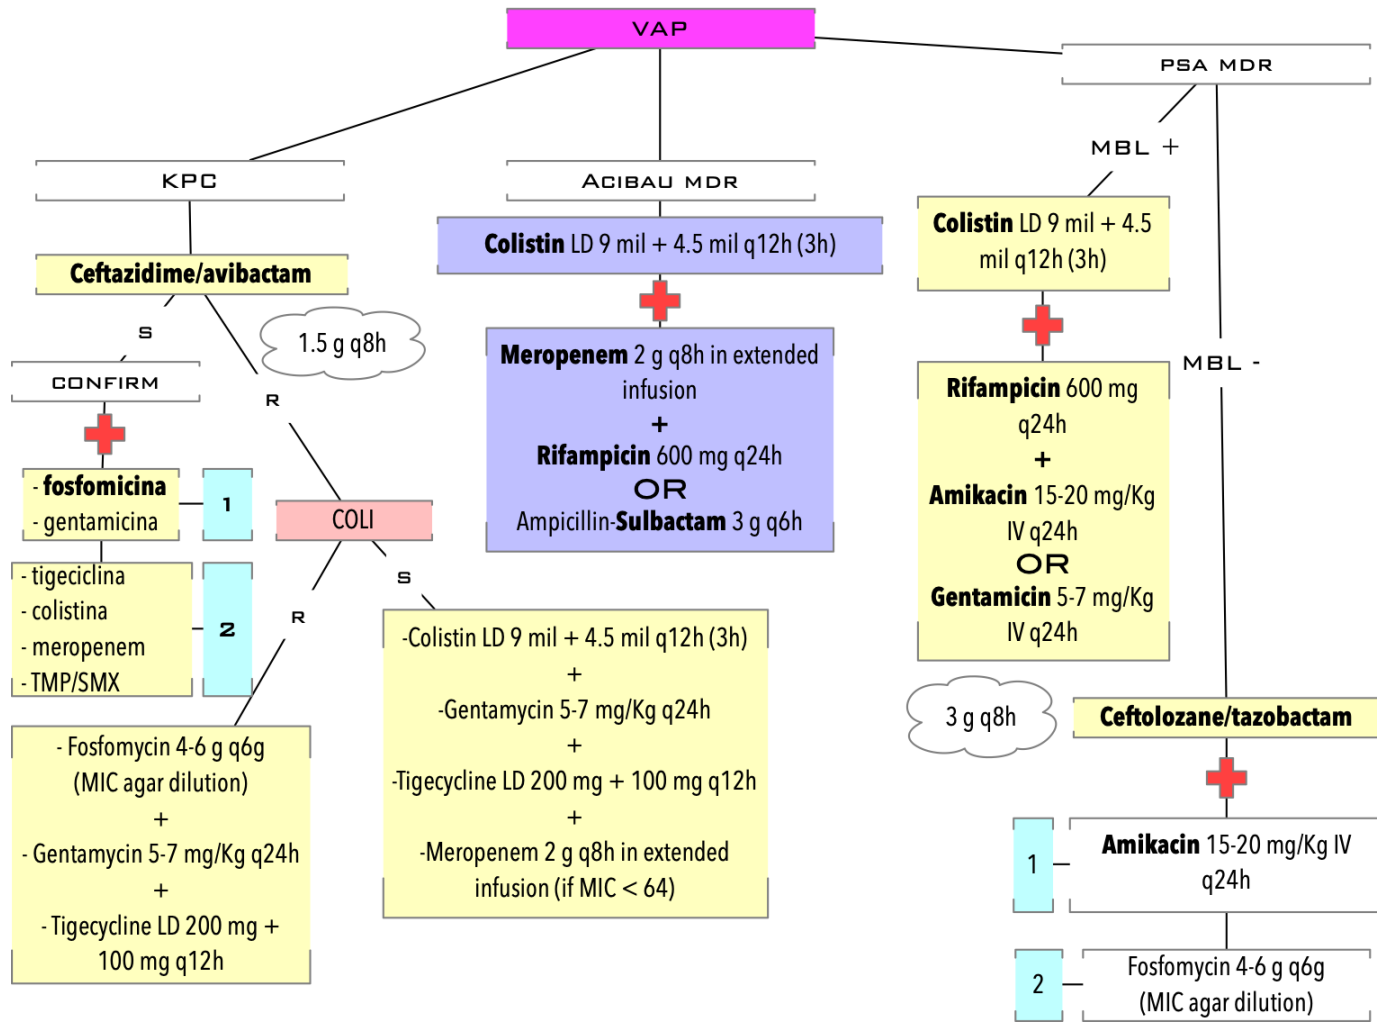 VAP
PSA MDR
MBL +
KPC
ACIBAU MDR
Colistin LD 9 mil + 4.5
mil q12h (3h)
Colistin LD 9 mil + 4.5 mil q12h (3h)
Ceftazidime/avibactam
S
1.5 g q8h
R
CONFIRM
Meropenem 2 g q8h in extended
infusion
+
Rifampicin 600 mg q24h
OR
Ampicillin-Sulbactam 3 g q6h
MBL -
Rifampicin 600 mg
q24h
+
Amikacin 15-20 mg/Kg
IV q24h
OR
Gentamicin 5-7 mg/Kg
IV q24h
- fosfomicina
- gentamicina
1
COLI
- tigeciclina
- colistina
- meropenem
- TMP/SMX
2
R
S
-Colistin LD 9 mil + 4.5 mil q12h (3h)
+
-Gentamycin 5-7 mg/Kg q24h
+
-Tigecycline LD 200 mg + 100 mg q12h
+
-Meropenem 2 g q8h in extended
infusion (if MIC < 64)
- Fosfomycin 4-6 g q6g
(MIC agar dilution)
+
- Gentamycin 5-7 mg/Kg q24h
+
- Tigecycline LD 200 mg +
100 mg q12h
3 g q8h
Ceftolozane/tazobactam
1
Amikacin 15-20 mg/Kg IV
q24h
2
Fosfomycin 4-6 g q6g
(MIC agar dilution)